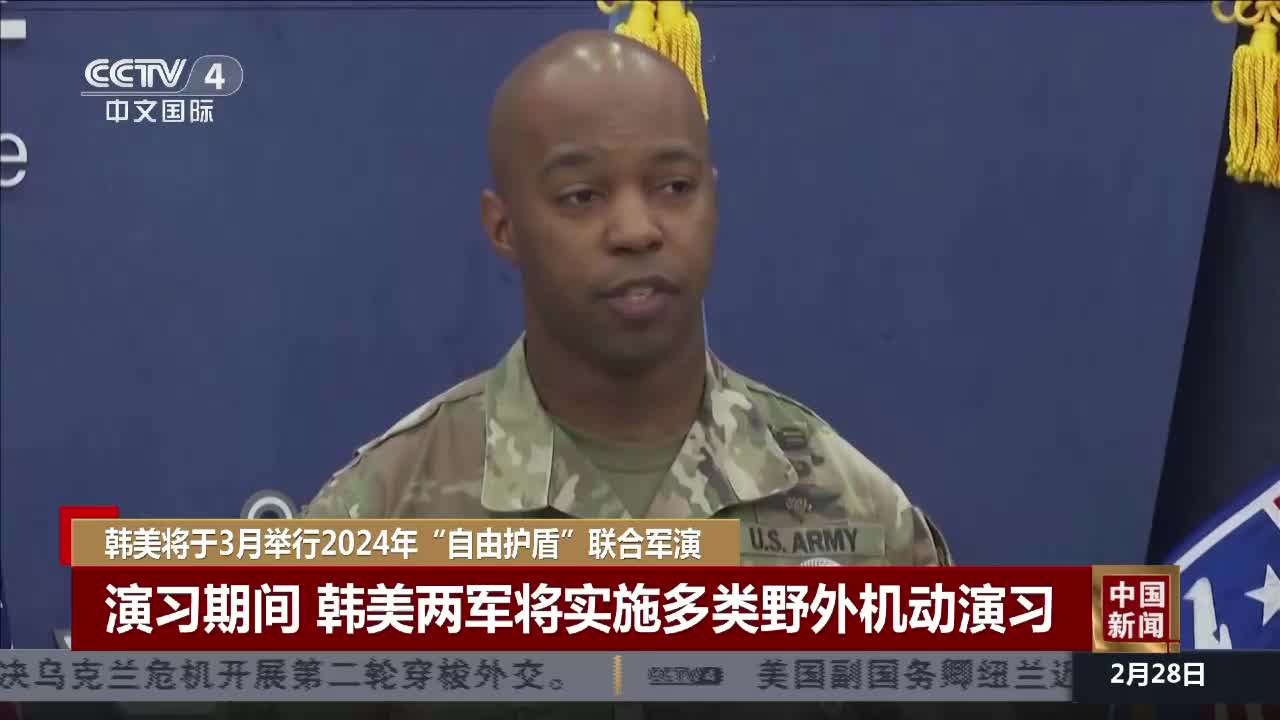 CCTV 4
中文国际
e
韩美将于3月举行2024年“自由护盾”联合军演
U.S. ARMY
演习期间 韩美两军将实施多类野外机动演习
中国
新闻
决乌克兰危机开展第二轮穿梭外交。 CCTV 4 美国副国务卿纽兰近
2月28日